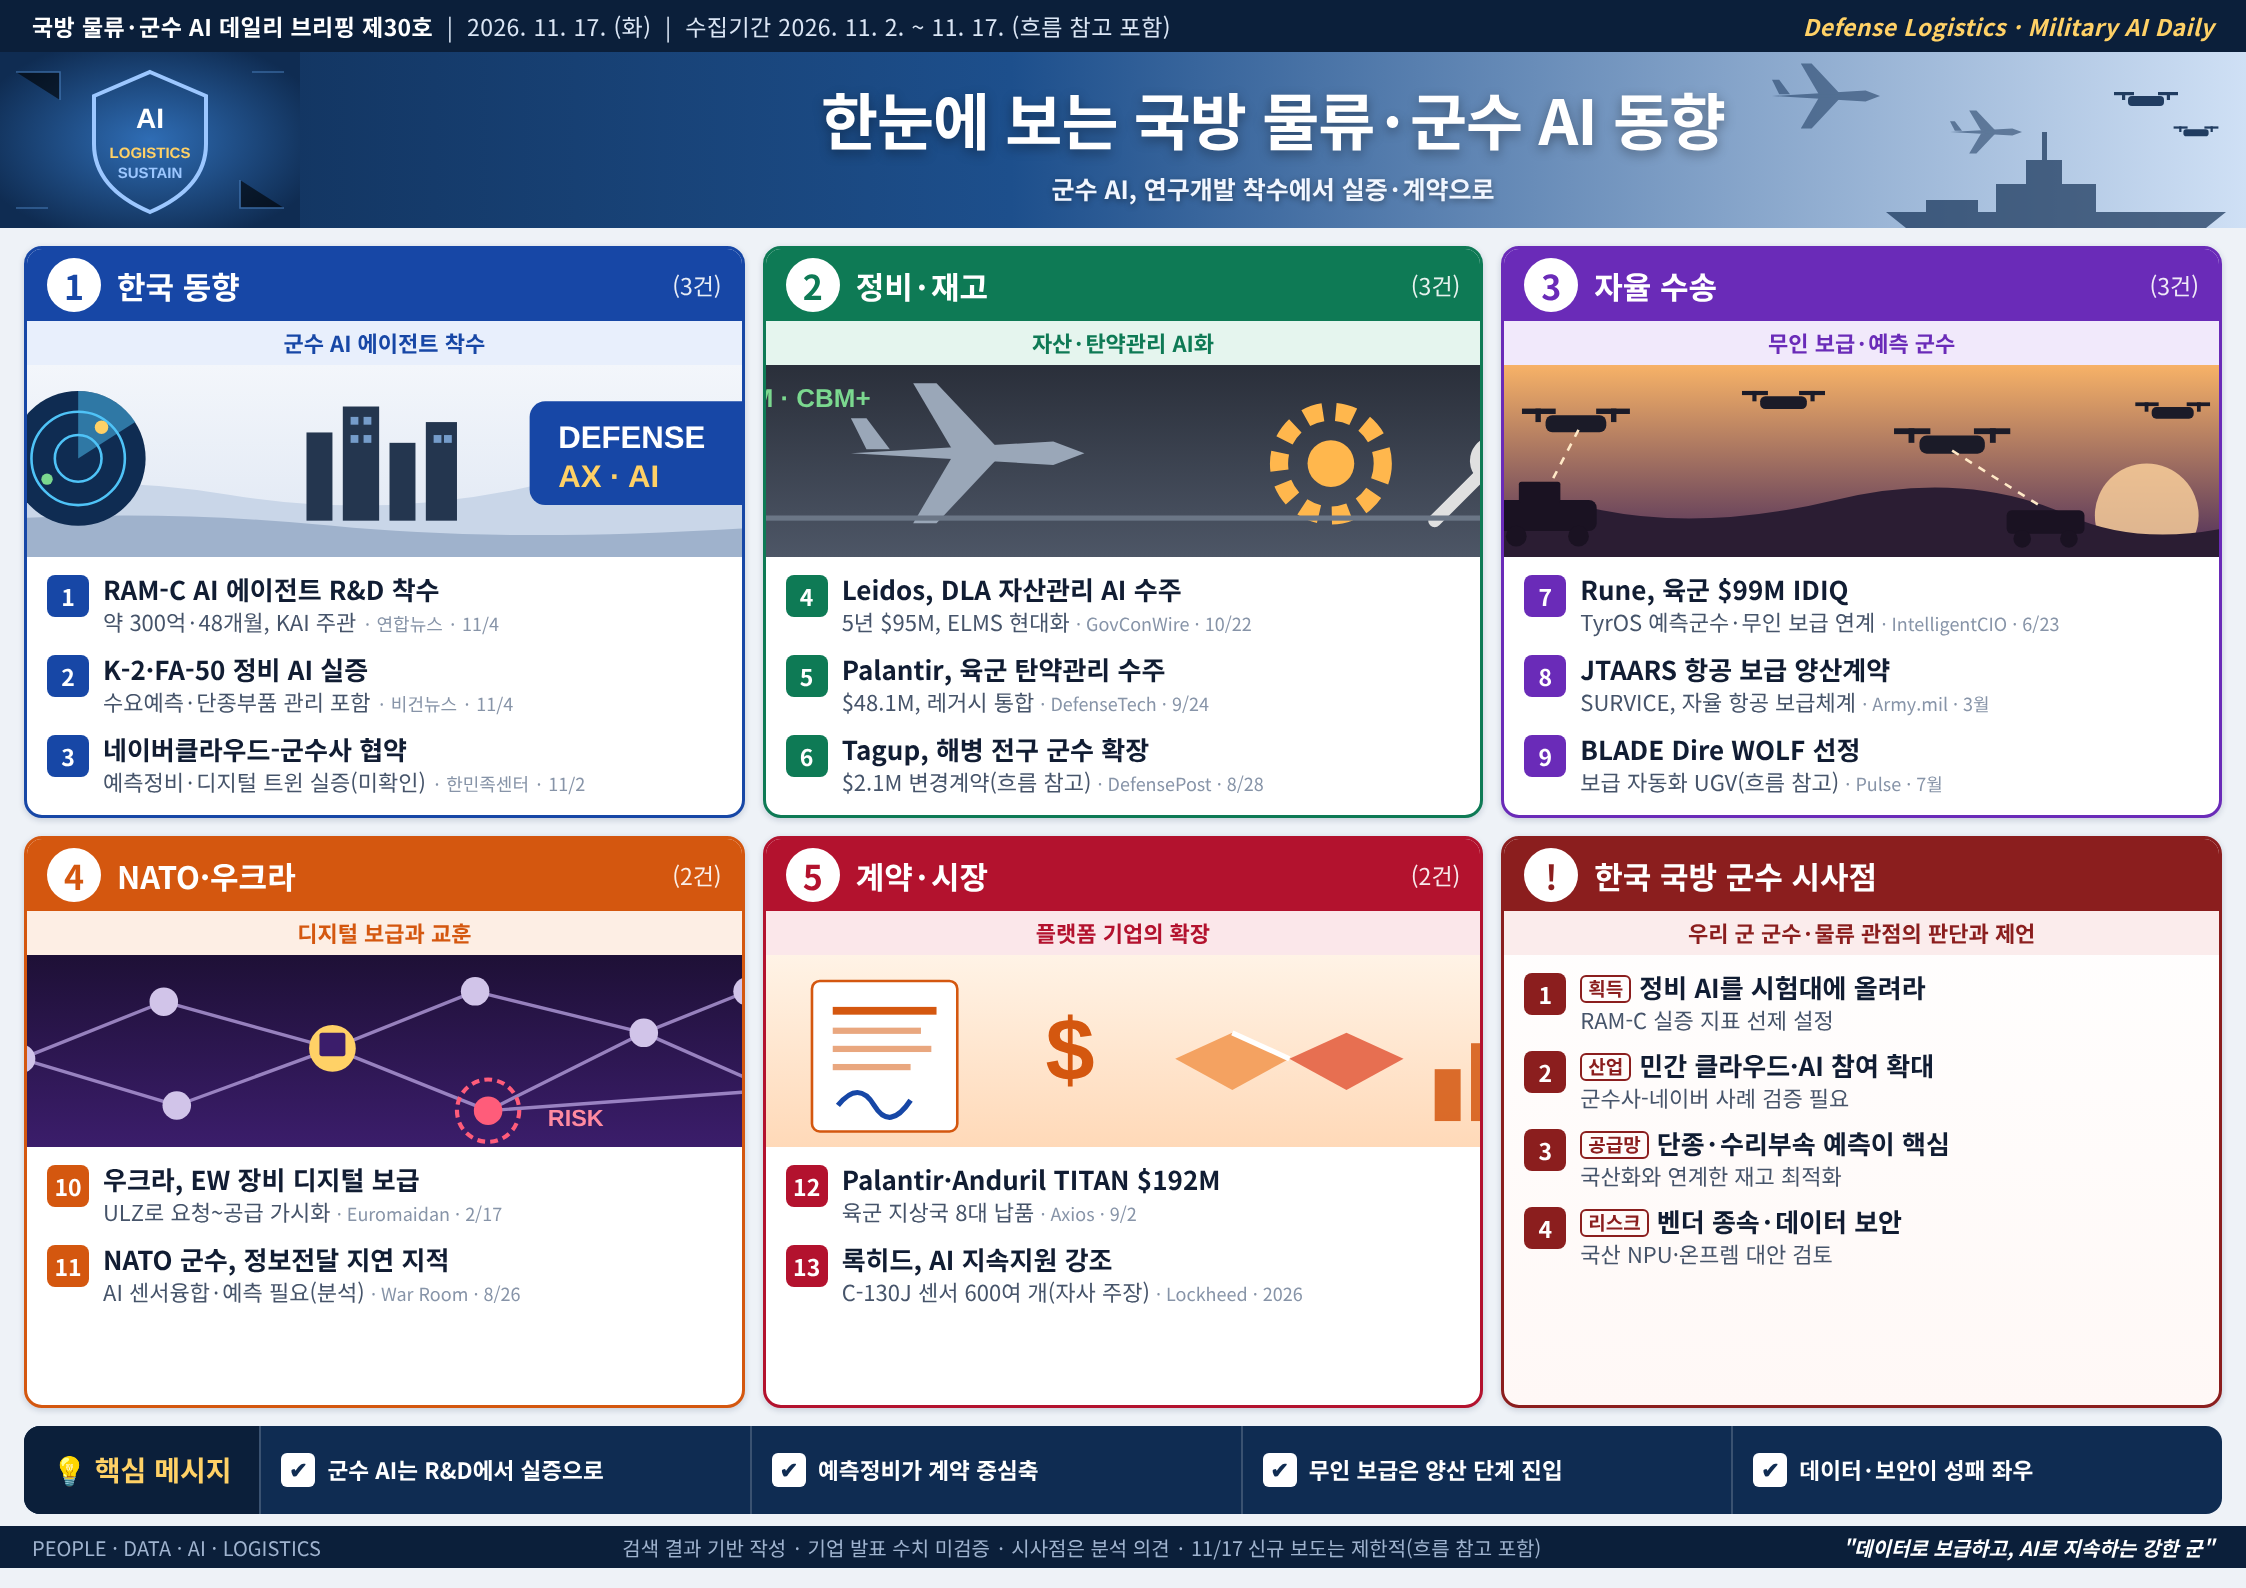 국방 물류·군수 AI 데일리 브리핑 제30호 | 2026. 11. 17. (화) | 수집기간 2026. 11. 2. ~ 11. 17. (흐름 참고 포함)
Defense Logistics · Military AI Daily
AI
LOGISTICS
SUSTAIN
한눈에 보는 국방 물류·군수 AI 동향
군수 AI, 연구개발 착수에서 실증·계약으로
1 한국 동향 (3건)
군수 AI 에이전트 착수
DEFENSE
AX · AI
1 RAM-C AI 에이전트 R&D 착수
약 300억·48개월, KAI 주관 · 연합뉴스 · 11/4
2 K-2·FA-50 정비 AI 실증
수요예측·단종부품 관리 포함 · 비건뉴스 · 11/4
3 네이버클라우드-군수사 협약
예측정비·디지털 트윈 실증(미확인) · 한민족센터 · 11/2
2 정비·재고 (3건)
자산·탄약관리 AI화
M · CBM+
4 Leidos, DLA 자산관리 AI 수주
5년 $95M, ELMS 현대화 · GovConWire · 10/22
5 Palantir, 육군 탄약관리 수주
$48.1M, 레거시 통합 · DefenseTech · 9/24
6 Tagup, 해병 전구 군수 확장
$2.1M 변경계약(흐름 참고) · DefensePost · 8/28
3 자율 수송 (3건)
무인 보급·예측 군수
7 Rune, 육군 $99M IDIQ
TyrOS 예측군수·무인 보급 연계 · IntelligentCIO · 6/23
8 JTAARS 항공 보급 양산계약
SURVICE, 자율 항공 보급체계 · Army.mil · 3월
9 BLADE Dire WOLF 선정
보급 자동화 UGV(흐름 참고) · Pulse · 7월
4 NATO·우크라 (2건)
디지털 보급과 교훈
RISK
10 우크라, EW 장비 디지털 보급
ULZ로 요청~공급 가시화 · Euromaidan · 2/17
11 NATO 군수, 정보전달 지연 지적
AI 센서융합·예측 필요(분석) · War Room · 8/26
5 계약·시장 (2건)
플랫폼 기업의 확장
$
12 Palantir·Anduril TITAN $192M
육군 지상국 8대 납품 · Axios · 9/2
13 록히드, AI 지속지원 강조
C-130J 센서 600여 개(자사 주장) · Lockheed · 2026
! 한국 국방 군수 시사점
우리 군 군수·물류 관점의 판단과 제언
1 획득 정비 AI를 시험대에 올려라
RAM-C 실증 지표 선제 설정
2 산업 민간 클라우드·AI 참여 확대
군수사-네이버 사례 검증 필요
3 공급망 단종·수리부속 예측이 핵심
국산화와 연계한 재고 최적화
4 리스크 벤더 종속·데이터 보안
국산 NPU·온프렘 대안 검토
💡 핵심 메시지
✔ 군수 AI는 R&D에서 실증으로
✔ 예측정비가 계약 중심축
✔ 무인 보급은 양산 단계 진입
✔ 데이터·보안이 성패 좌우
PEOPLE · DATA · AI · LOGISTICS
검색 결과 기반 작성 · 기업 발표 수치 미검증 · 시사점은 분석 의견 · 11/17 신규 보도는 제한적(흐름 참고 포함)
"데이터로 보급하고, AI로 지속하는 강한 군"